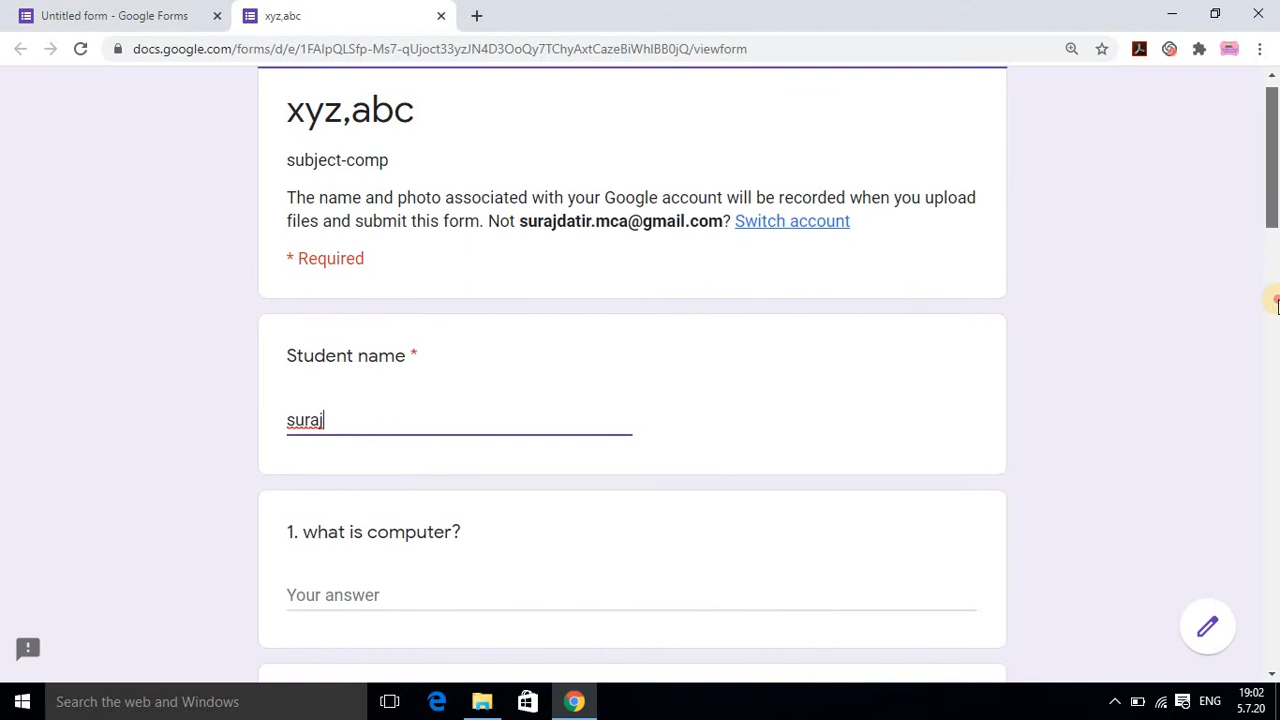 Untitled form - Google Forms
xyz,abc
docs.google.com/forms/d/e/1FAIpQLSfp-Ms7-qUjoct33yzJN4D3OoQy7TChyAxtCazeBiWhIBB0jQ/viewform
xyz,abc
subject-comp
The name and photo associated with your Google account will be recorded when you upload
files and submit this form. Not surajdatir.mca@gmail.com? Switch account
* Required
Student name *
suraj
1. what is computer?
Your answer
Search the web and Windows
ENG
19:02
5.7.20